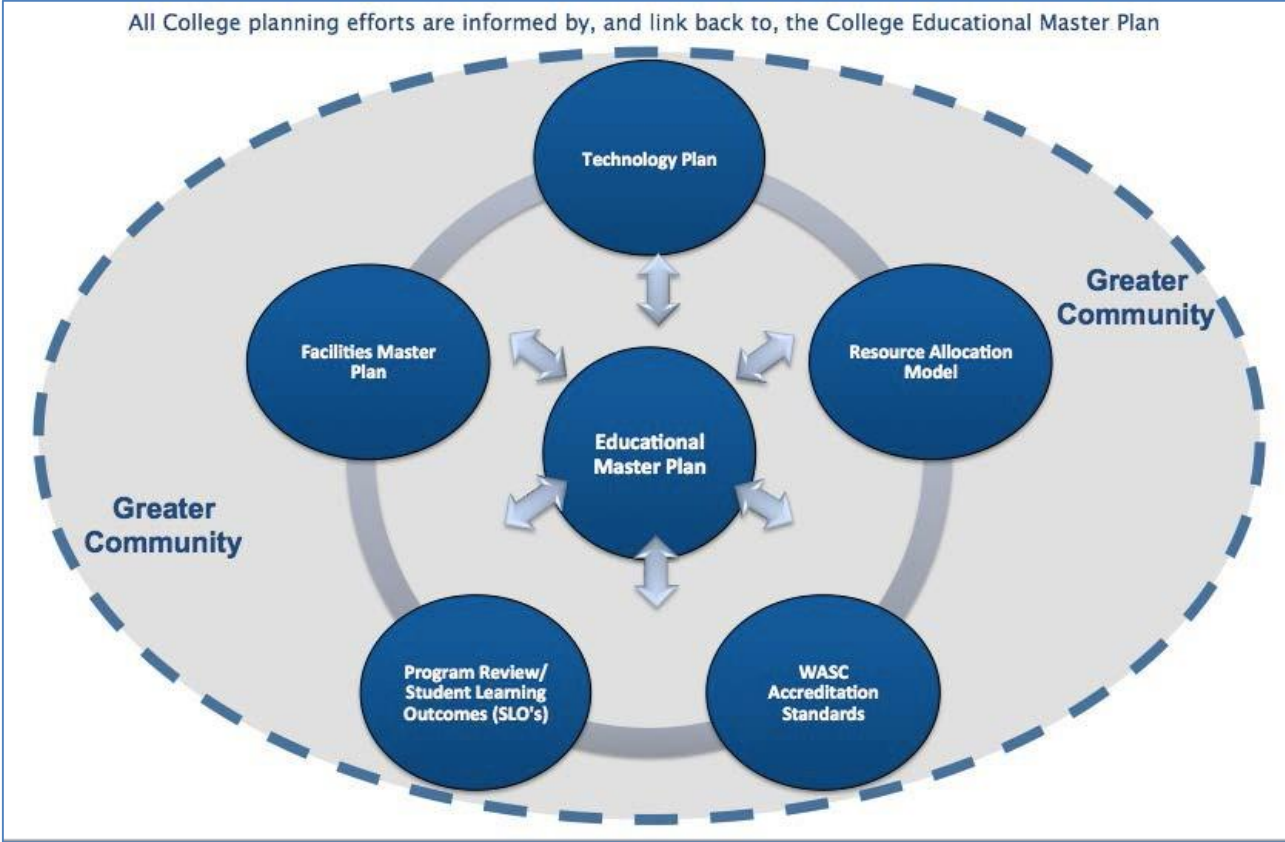 All College planning efforts are informed by, and link back to, the College Educational Master Plan
Technology Plan
Greater
Community
Facilities Master
Plan
Resource Allocation
Model
Educational
Master Plan
Greater
Community
Program Review/
Student Learning
Outcomes (SLO's)
WASC
Accreditation
Standards